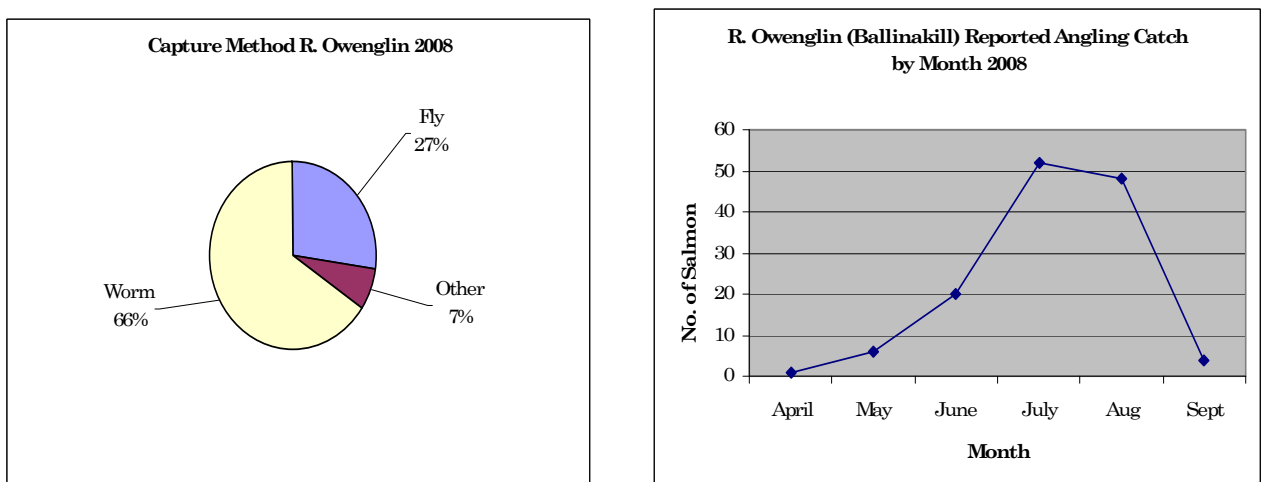 Capture Method R. Owenglin 2008
Fly
27%
Other
7%
Worm
66%
R. Owenglin (Ballinakill) Reported Angling Catch
by Month 2008
No. of Salmon
60
50
40
30
20
10
0
April May June July Aug Sept
Month